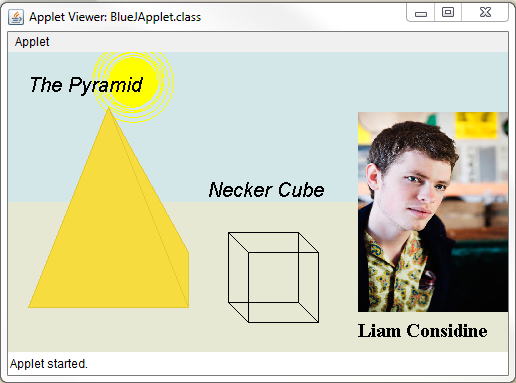 Applet Viewer: BlueJApplet.class
Applet
The Pyramid
Necker Cube
Liam Considine
Applet started.